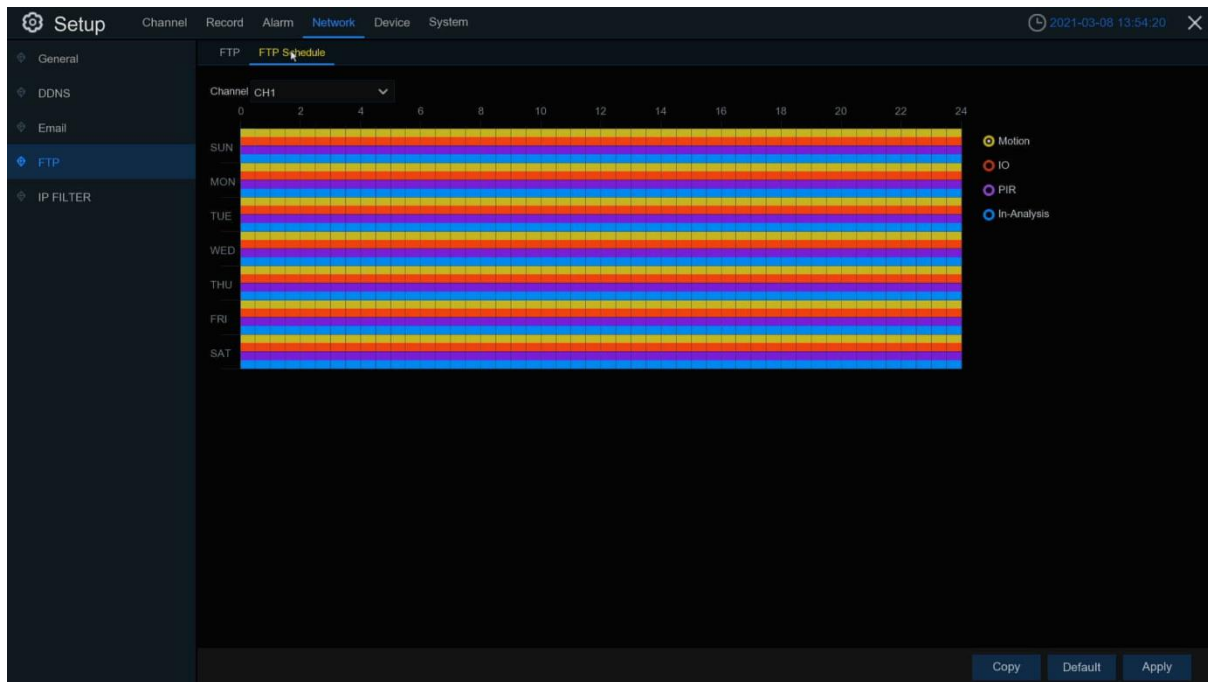 Setup Channel Record Alarm Network Device System 2021-03-08 13:54:20
General
DDNS
Email
FTP
IP FILTER
FTP FTP Schedule
Channel CH1
0 2 4 6 8 10 12 14 16 18 20 22 24
SUN
MON
TUE
WED
THU
FRI
SAT
Motion
IO
PIR
In-Analysis
Copy Default Apply